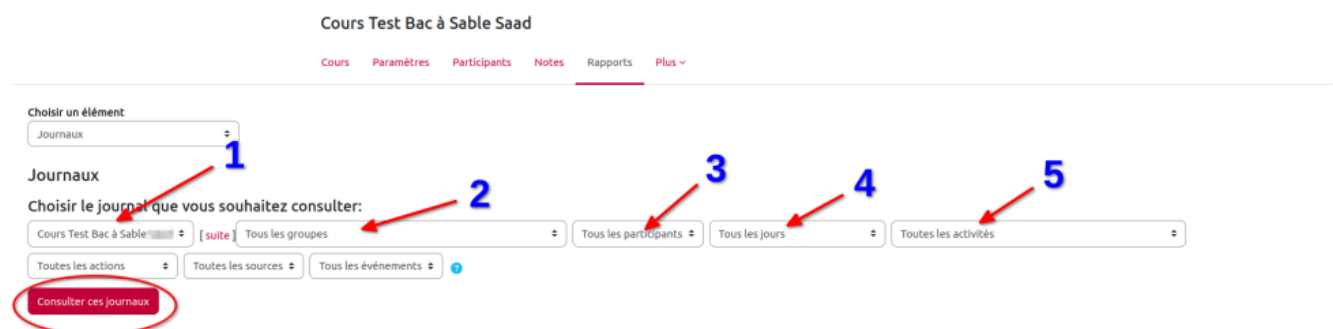 Cours Test Bac à Sable Saad
Cours Paramètres Participants Notes Rapports Plus
Choisir un élément
Journaux
1
2
3
4
5
Journaux
Choisir le journal que vous souhaitez consulter:
Cours Test Bac à Sable [ suite ] Tous les groupes Tous les participants Tous les jours Toutes les activités
Toutes les actions Toutes les sources Tous les événements ?
Consulter ces journaux